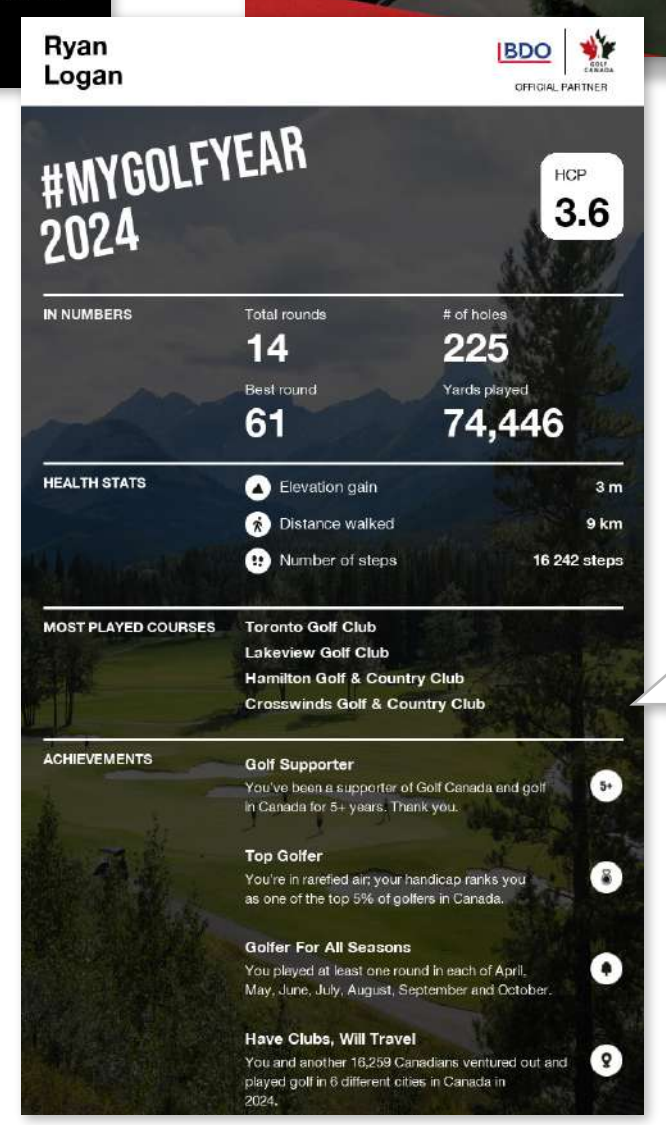 Ryan
Logan
BDO
GOLF
CANADA
OFFICIAL PARTNER
#MYGOLFYEAR
2024
HCP
3.6
IN NUMBERS
Total rounds
# of holes
14
225
Best round
Yards played
61
74,446
HEALTH STATS
Elevation gain
3 m
Distance walked
9 km
Number of steps
16 242 steps
MOST PLAYED COURSES
Toronto Golf Club
Lakeview Golf Club
Hamilton Golf & Country Club
Crosswinds Golf & Country Club
ACHIEVEMENTS
Golf Supporter
You've been a supporter of Golf Canada and golf
in Canada for 5+ years. Thank you.
5+
Top Golfer
You're in rarefied air; your handicap ranks you
as one of the top 5% of golfers in Canada.
Golfer For All Seasons
You played at least one round in each of April,
May, June, July, August, September and October.
Have Clubs, Will Travel
You and another 16,259 Canadians ventured out and
played golf in 6 different cities in Canada in
2024.